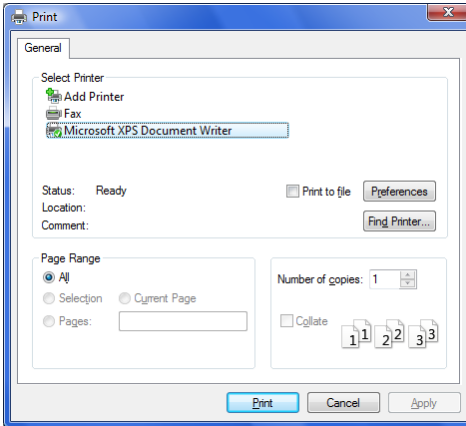 Print
General
Select Printer
Add Printer
Fax
Microsoft XPS Document Writer
Status: Ready
Print to file
Preferences
Location:
Comment:
Find Printer...
Page Range
All
Selection
Current Page
Pages:
Number of copies: 1
Collate
1 1 2 2 3 3
Print
Cancel
Apply